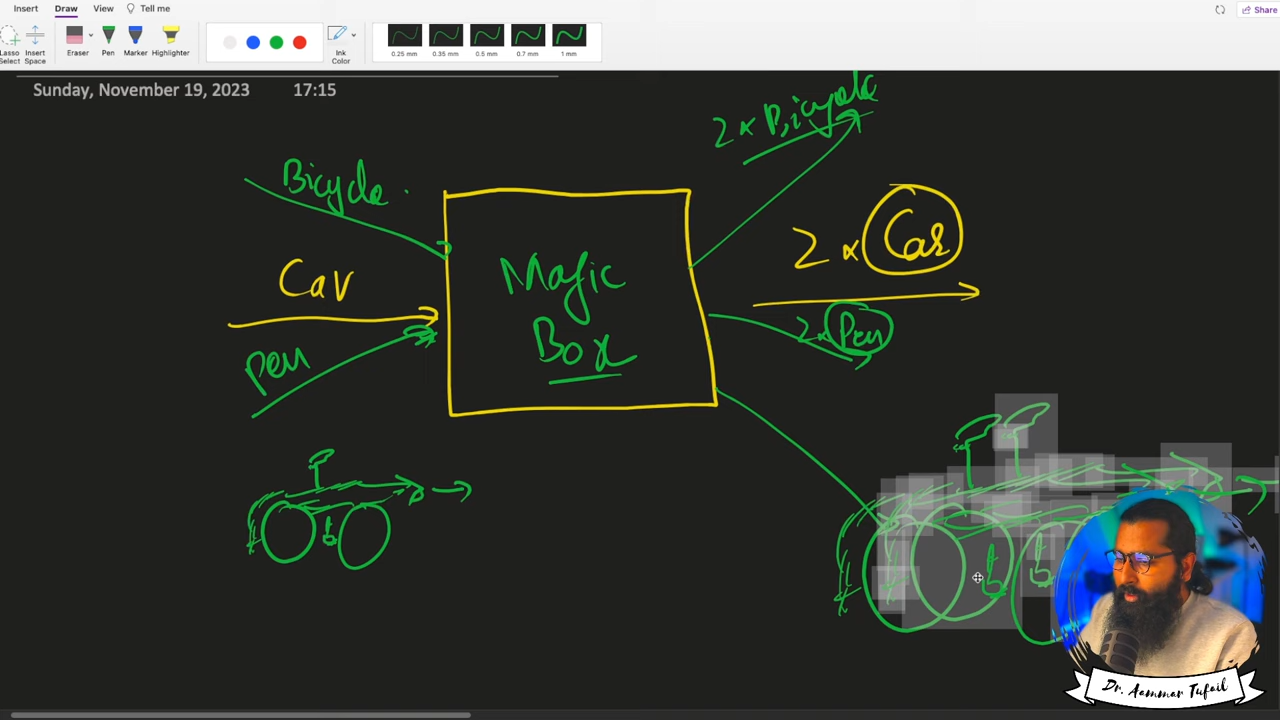 Insert Draw View Tell me
Share
Lasso Select
Insert Space
Eraser
Pen
Marker
Highlighter
Ink Color
0.25 mm
0.35 mm
0.5 mm
0.7 mm
1 mm
Sunday, November 19, 2023 17:15
2 x Bicycle
Bicycle
Car
Pen
Magic
Box
2 x Car
2 x Pen
Dr. Aammar Tufail